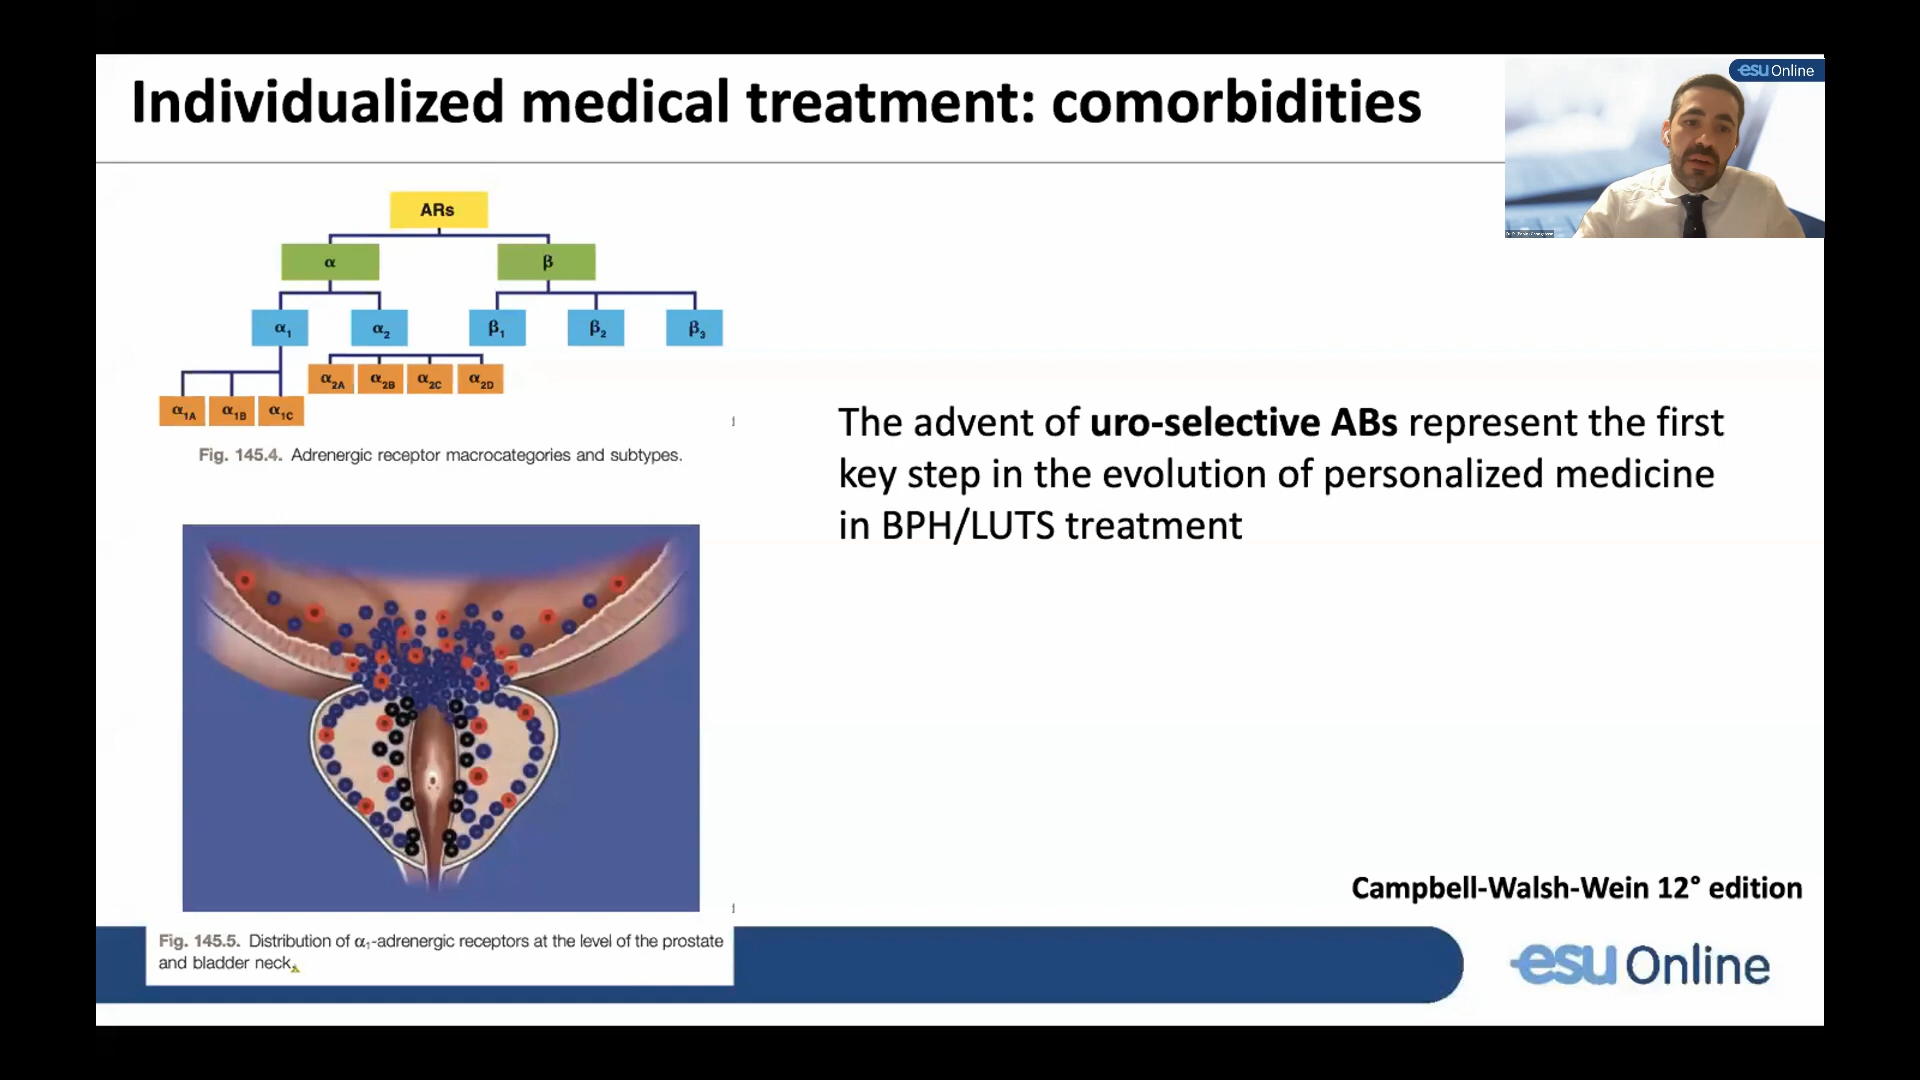 Individualized medical treatment: comorbidities
esu Online
ARs
α
β
α1
α2
β1
β2
β3
α2A
α2B
α2C
α2D
α1A
α1B
α1C
Fig. 145.4. Adrenergic receptor macrocategories and subtypes.
The advent of uro-selective ABs represent the first
key step in the evolution of personalized medicine
in BPH/LUTS treatment
Campbell-Walsh-Wein 12° edition
Fig. 145.5. Distribution of α1-adrenergic receptors at the level of the prostate
and bladder neck.
esu Online